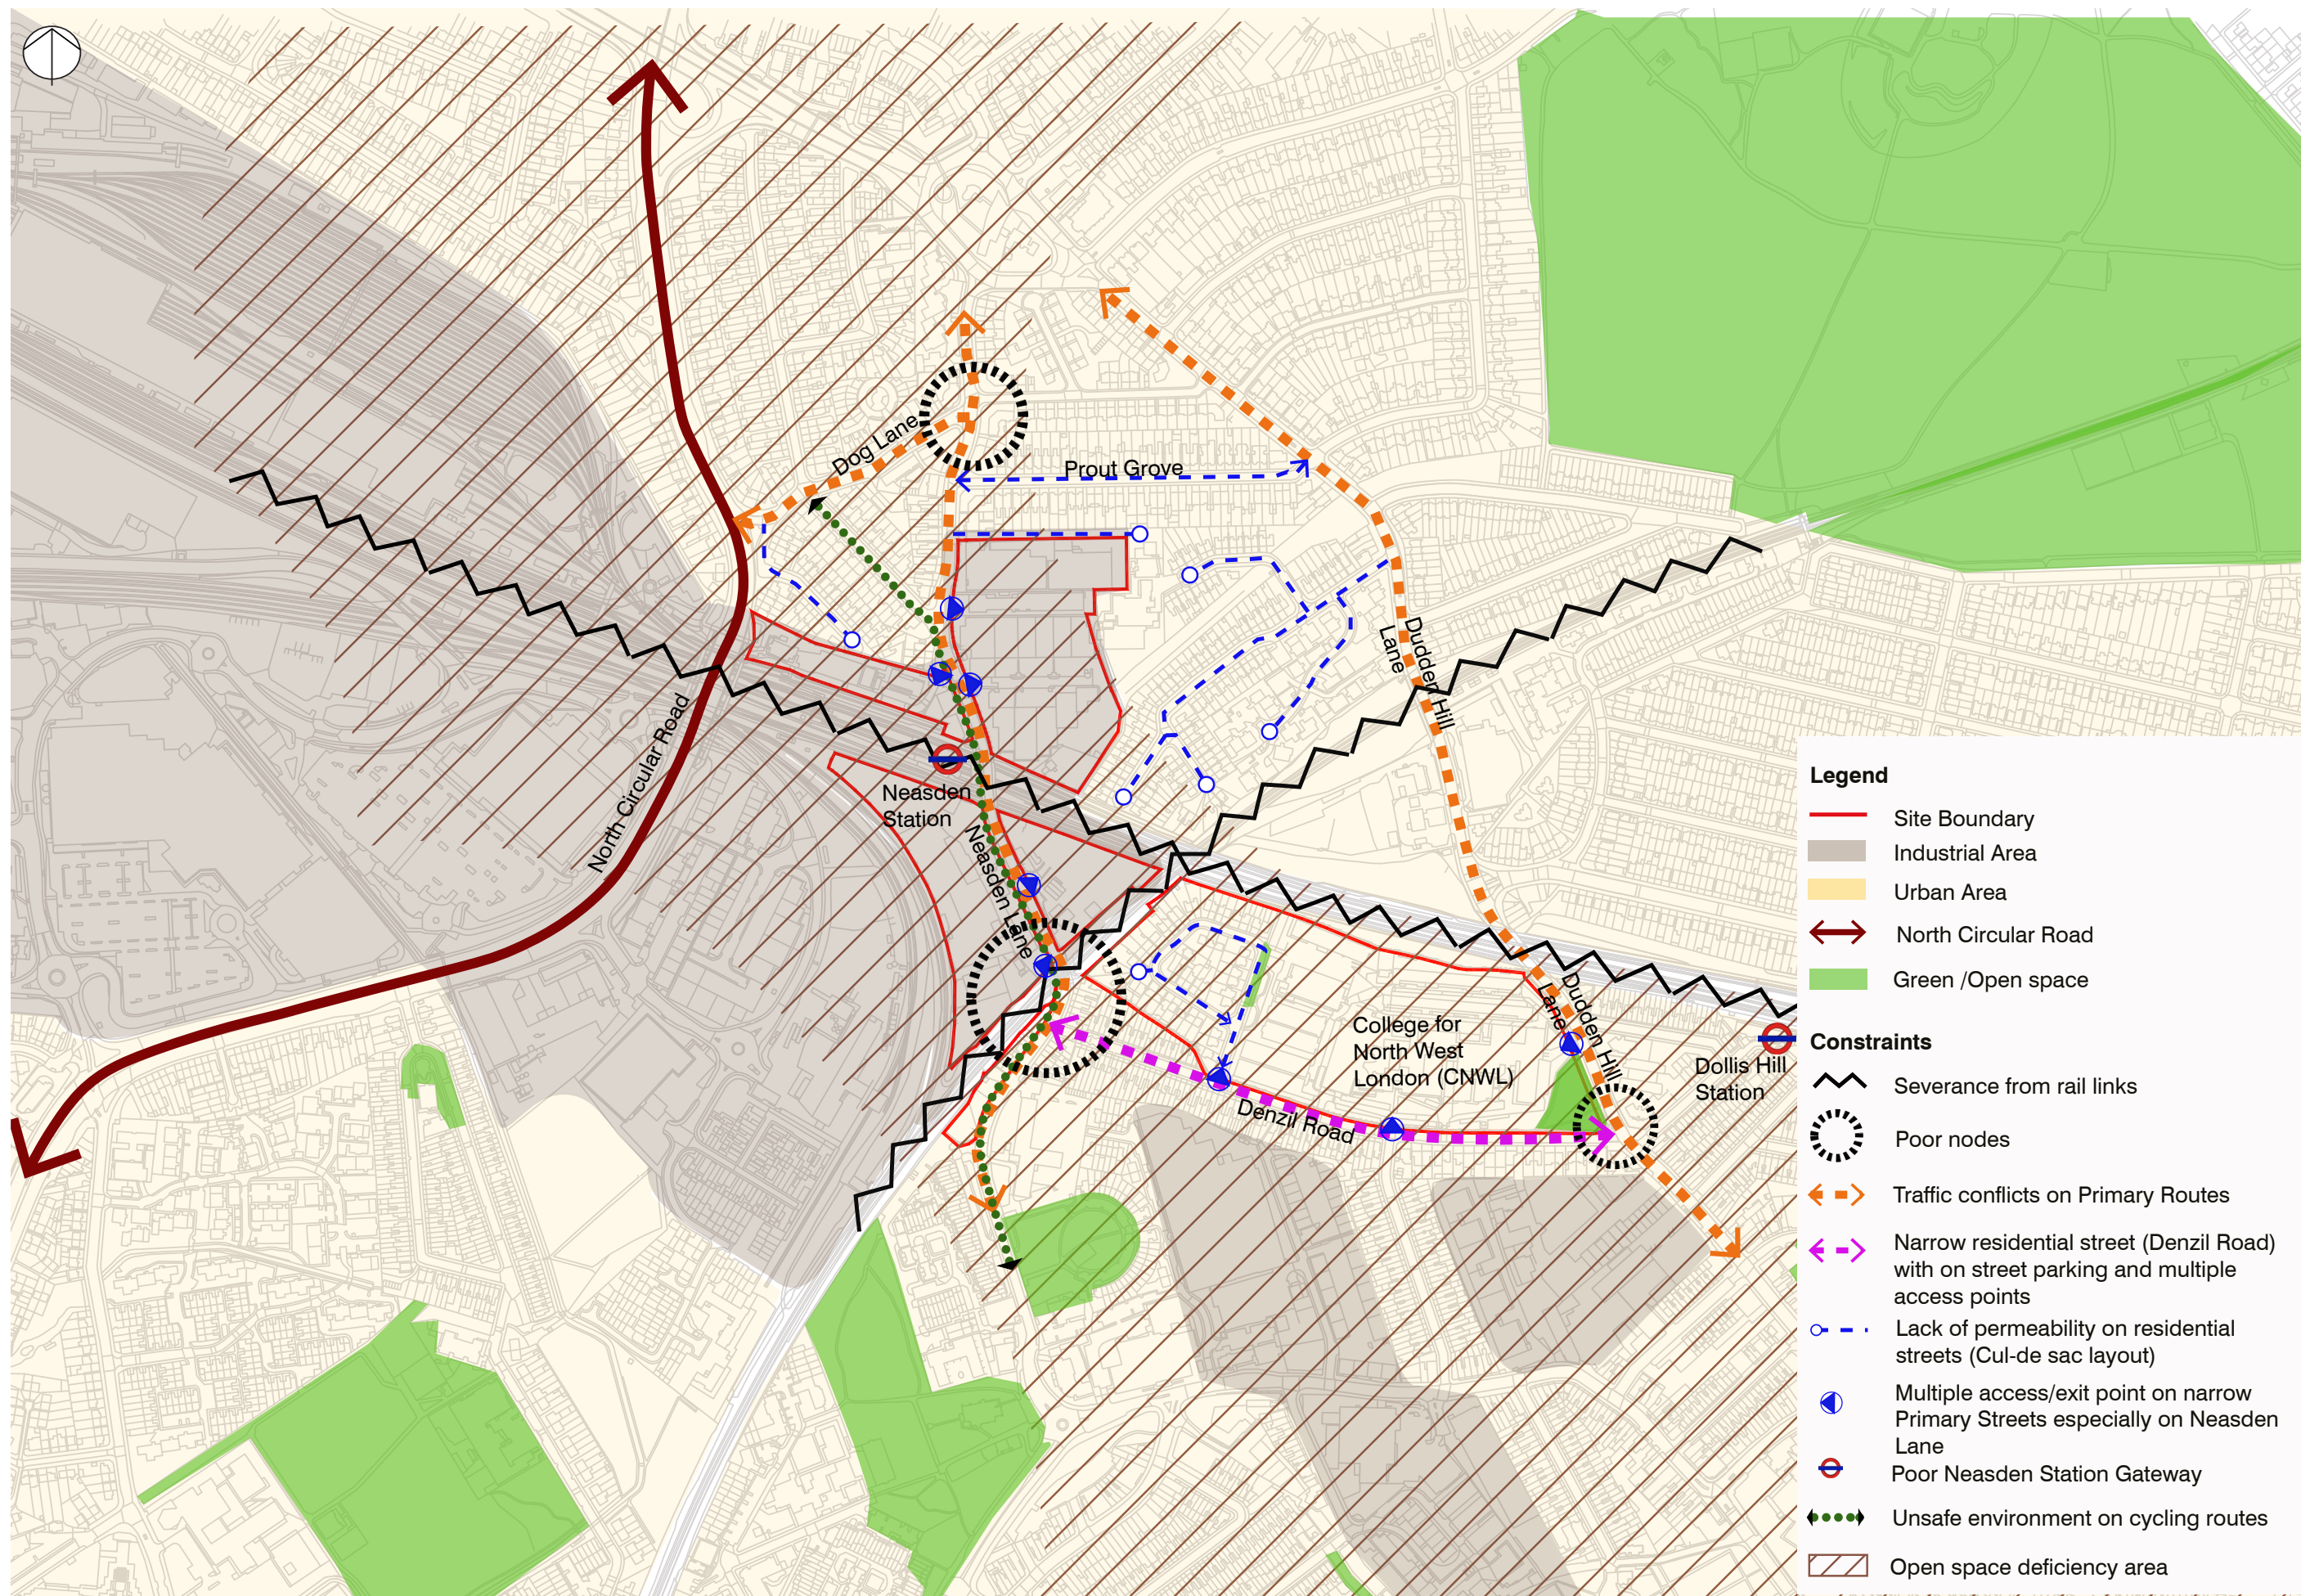 Dog Lane
Prout Grove
Dudden Hill
Lane
North Circular Road
Neasden
Station
Neasden Lane
College for
North West
London (CNWL)
Denzil Road
Dudden Hill
Lane
Dollis Hill
Station
Legend
Site Boundary
Industrial Area
Urban Area
North Circular Road
Green /Open space
Constraints
Severance from rail links
Poor nodes
Traffic conflicts on Primary Routes
Narrow residential street (Denzil Road)
with on street parking and multiple
access points
Lack of permeability on residential
streets (Cul-de sac layout)
Multiple access/exit point on narrow
Primary Streets especially on Neasden
Lane
Poor Neasden Station Gateway
Unsafe environment on cycling routes
Open space deficiency area